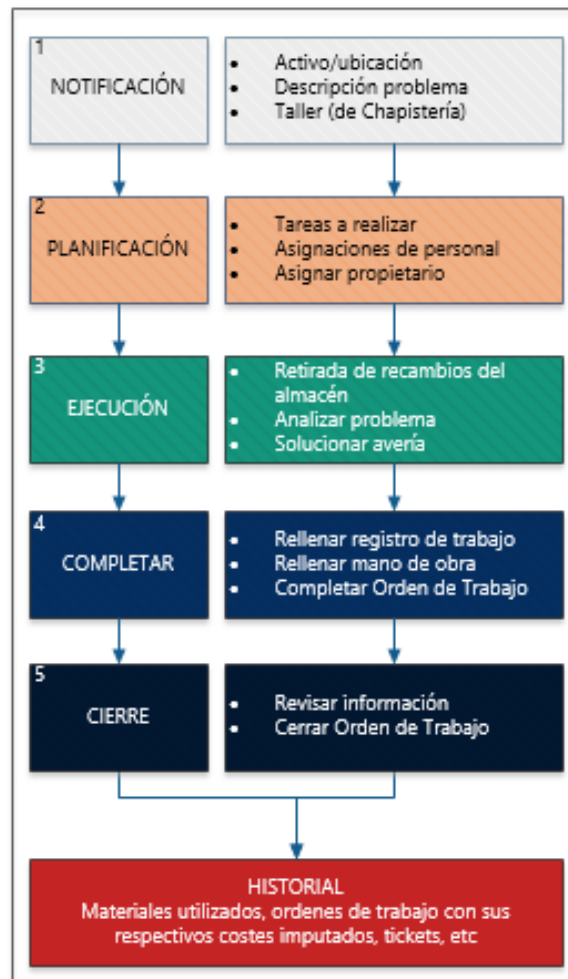 1
NOTIFICACIÓN
• Activo/ubicación
• Descripción problema
• Taller (de Chapistería)
2
PLANIFICACIÓN
• Tareas a realizar
• Asignaciones de personal
• Asignar propietario
3
EJECUCIÓN
• Retirada de recambios del
almacén
• Analizar problema
• Solucionar avería
4
COMPLETAR
• Rellenar registro de trabajo
• Rellenar mano de obra
• Completar Orden de Trabajo
5
CIERRE
• Revisar información
• Cerrar Orden de Trabajo
HISTORIAL
Materiales utilizados, ordenes de trabajo con sus
respectivos costes imputados, tickets, etc